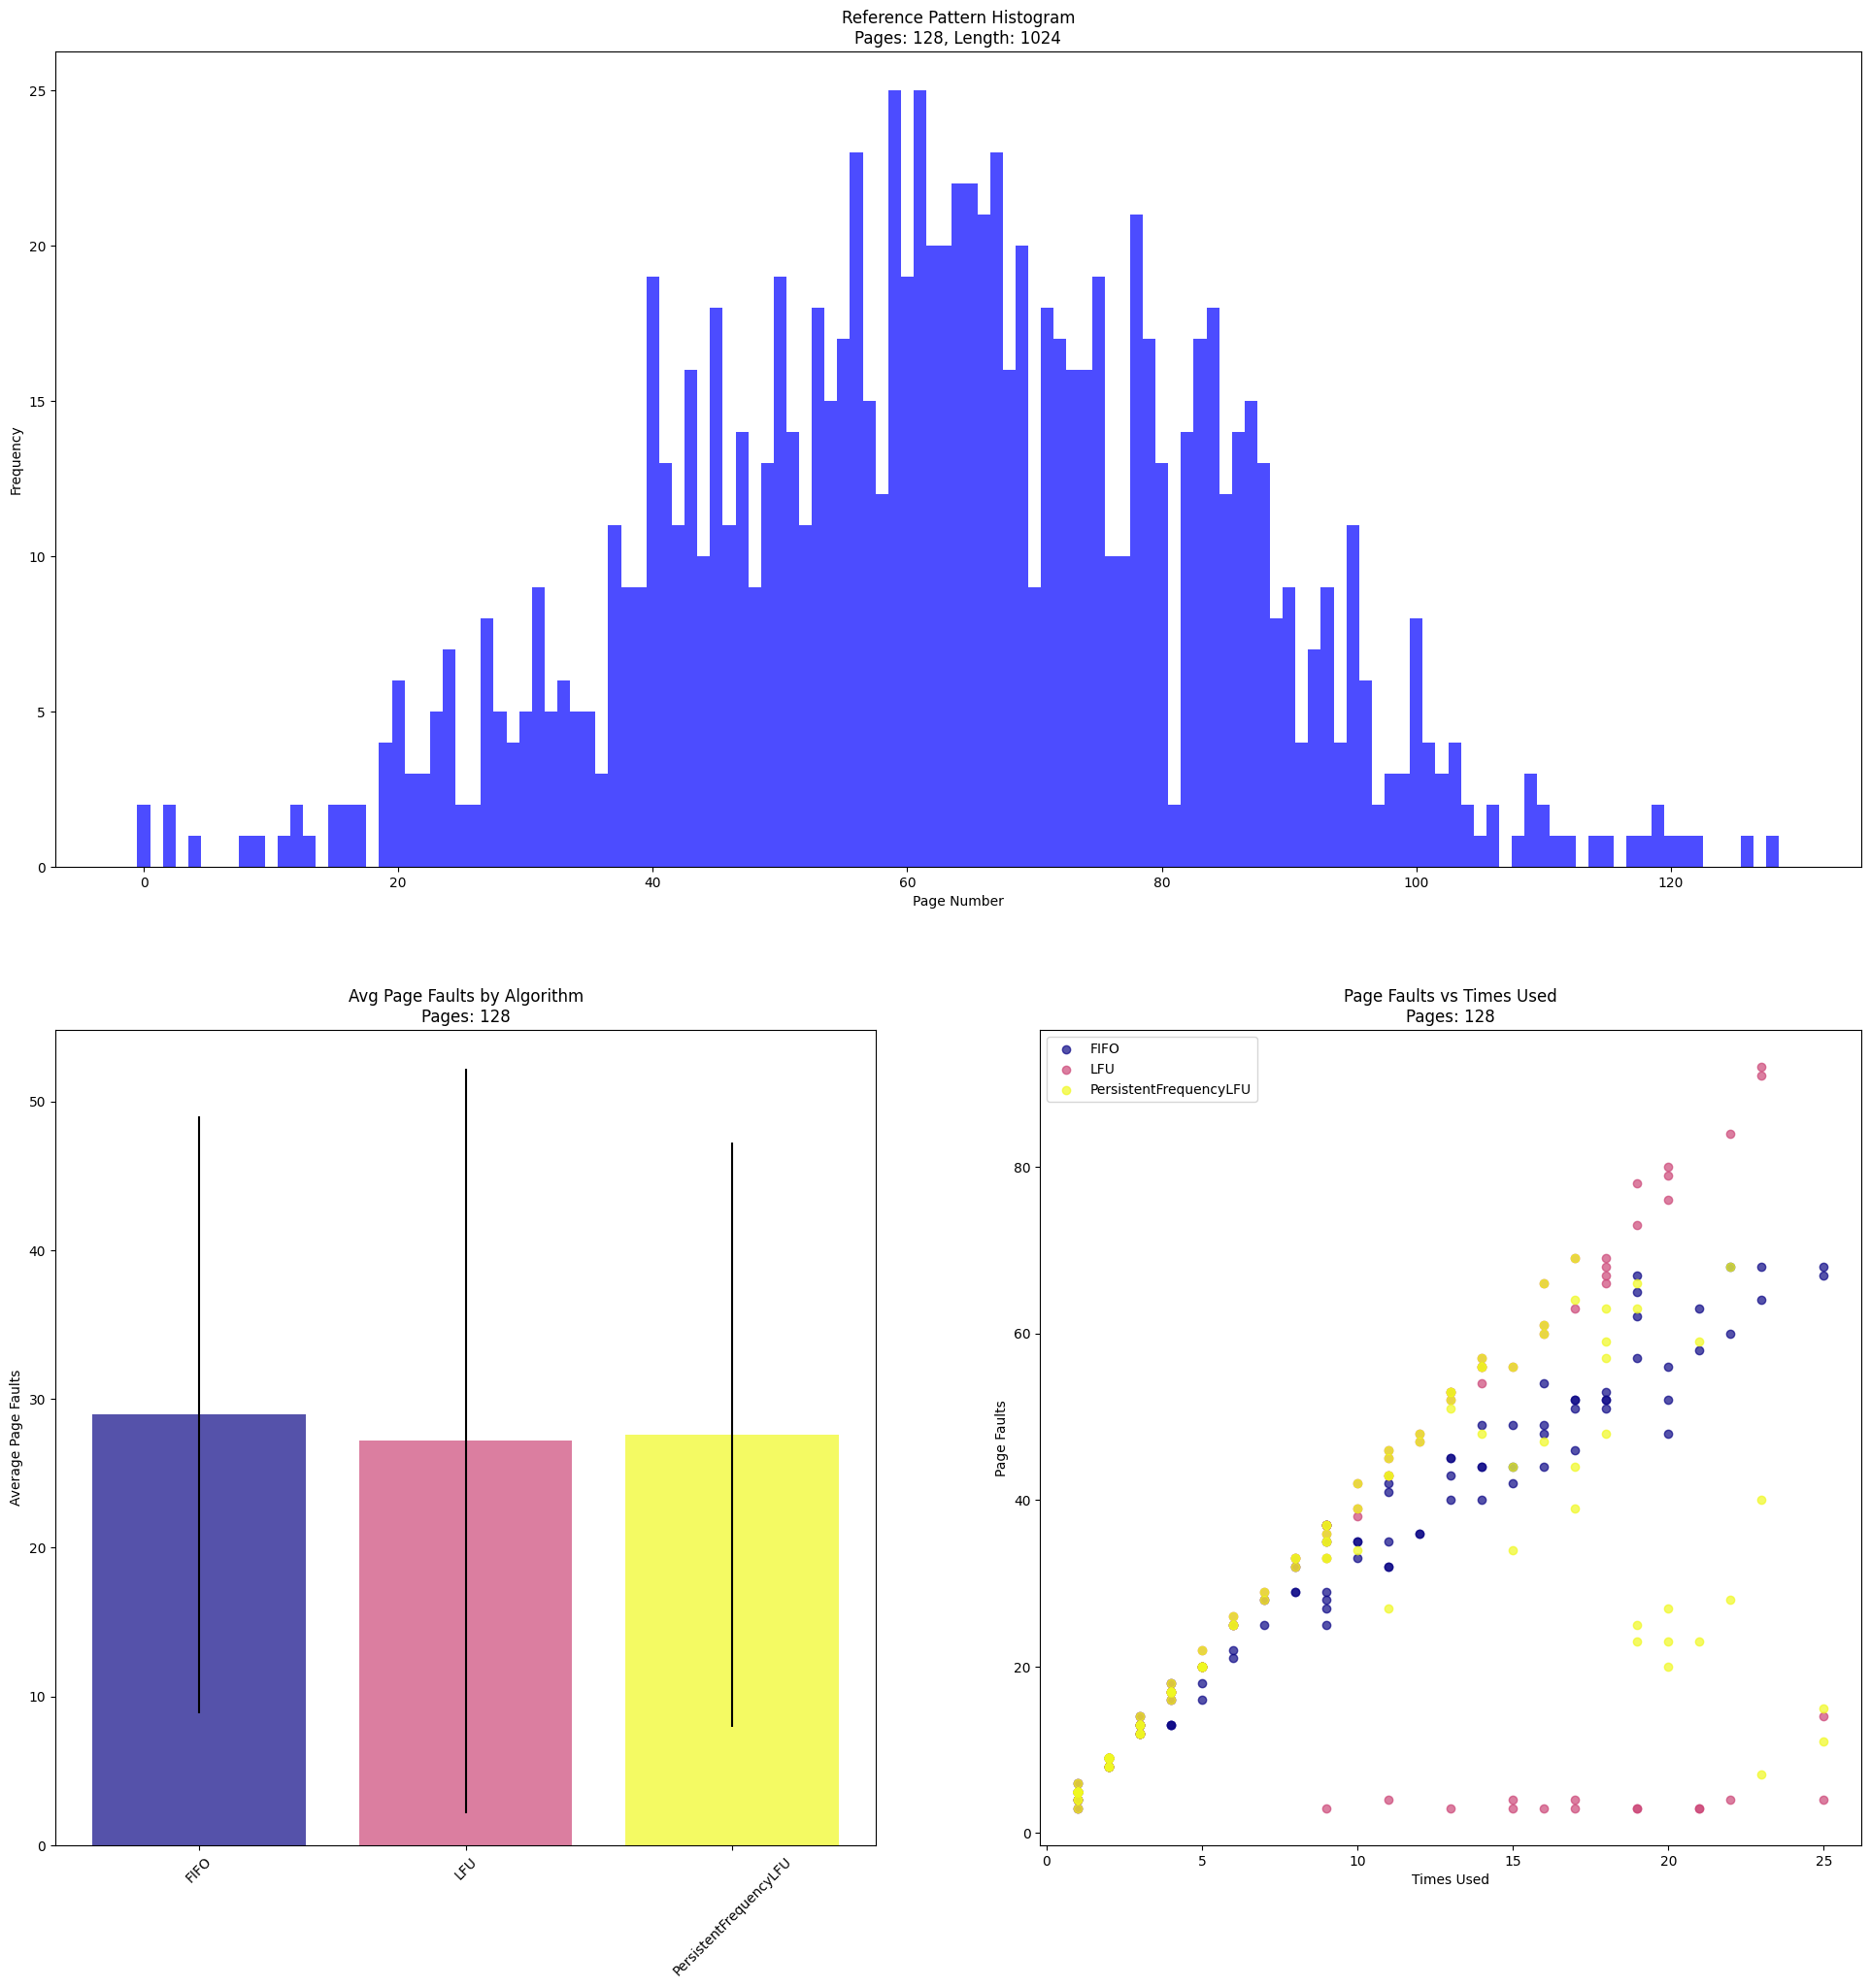 Reference Pattern Histogram
Pages: 128, Length: 1024
25
20
15
10
5
0
Frequency
0 20 40 60 80 100 120
Page Number
Avg Page Faults by Algorithm
Pages: 128
50
40
30
20
10
0
Average Page Faults
FIFO LFU PersistentFrequencyLFU
Page Faults vs Times Used
Pages: 128
FIFO
LFU
PersistentFrequencyLFU
80
60
40
20
0
Page Faults
0 5 10 15 20 25
Times Used